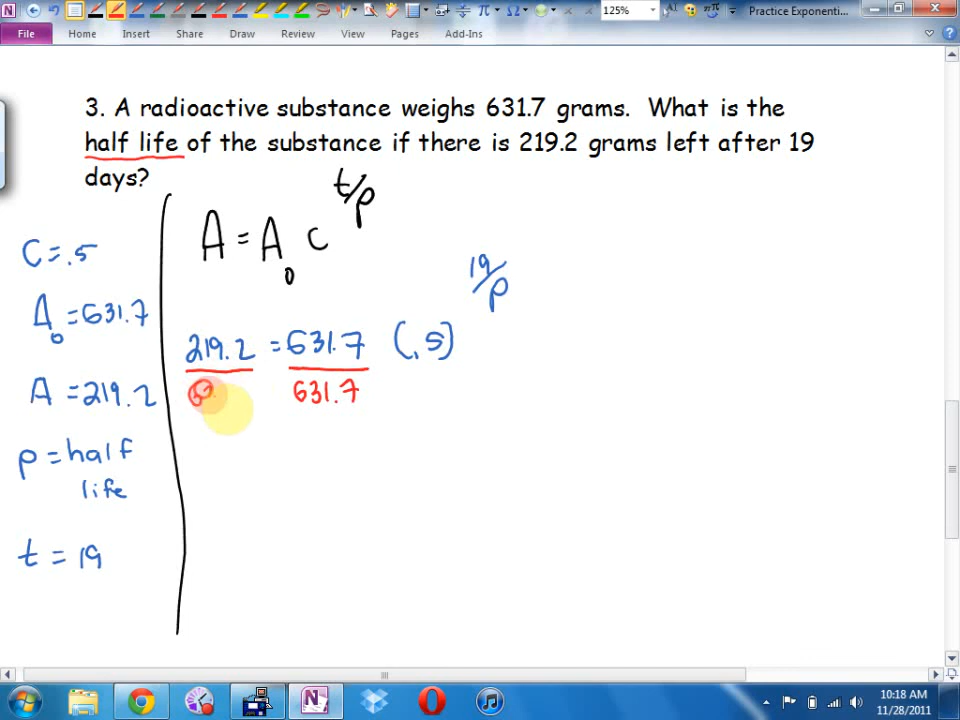 125%
Practice Exponenti...
File Home Insert Share Draw Review View Pages Add-Ins
3. A radioactive substance weighs 631.7 grams. What is the
half life of the substance if there is 219.2 grams left after 19
days?
A = A₀ c^t/p
C = .5
A₀ = 631.7
A = 219.2
p = half
life
t = 19
219.2 = 631.7 (.5)^19/p
631.7
10:18 AM
11/28/2011